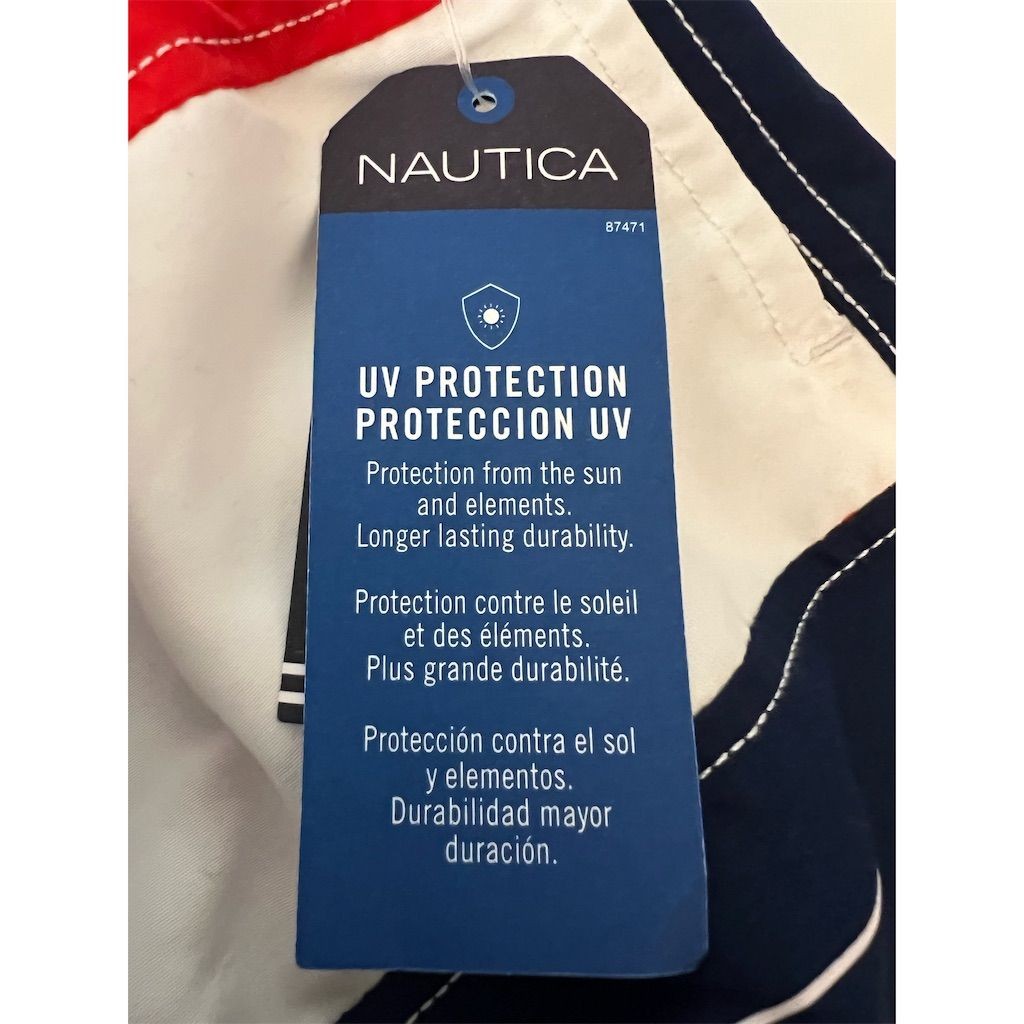 NAUTICA
87471
UV PROTECTION
PROTECCION UV
Protection from the sun
and elements.
Longer lasting durability.
Protection contre le soleil
et des éléments.
Plus grande durabilité.
Protección contra el sol
y elementos.
Durabilidad mayor
duración.